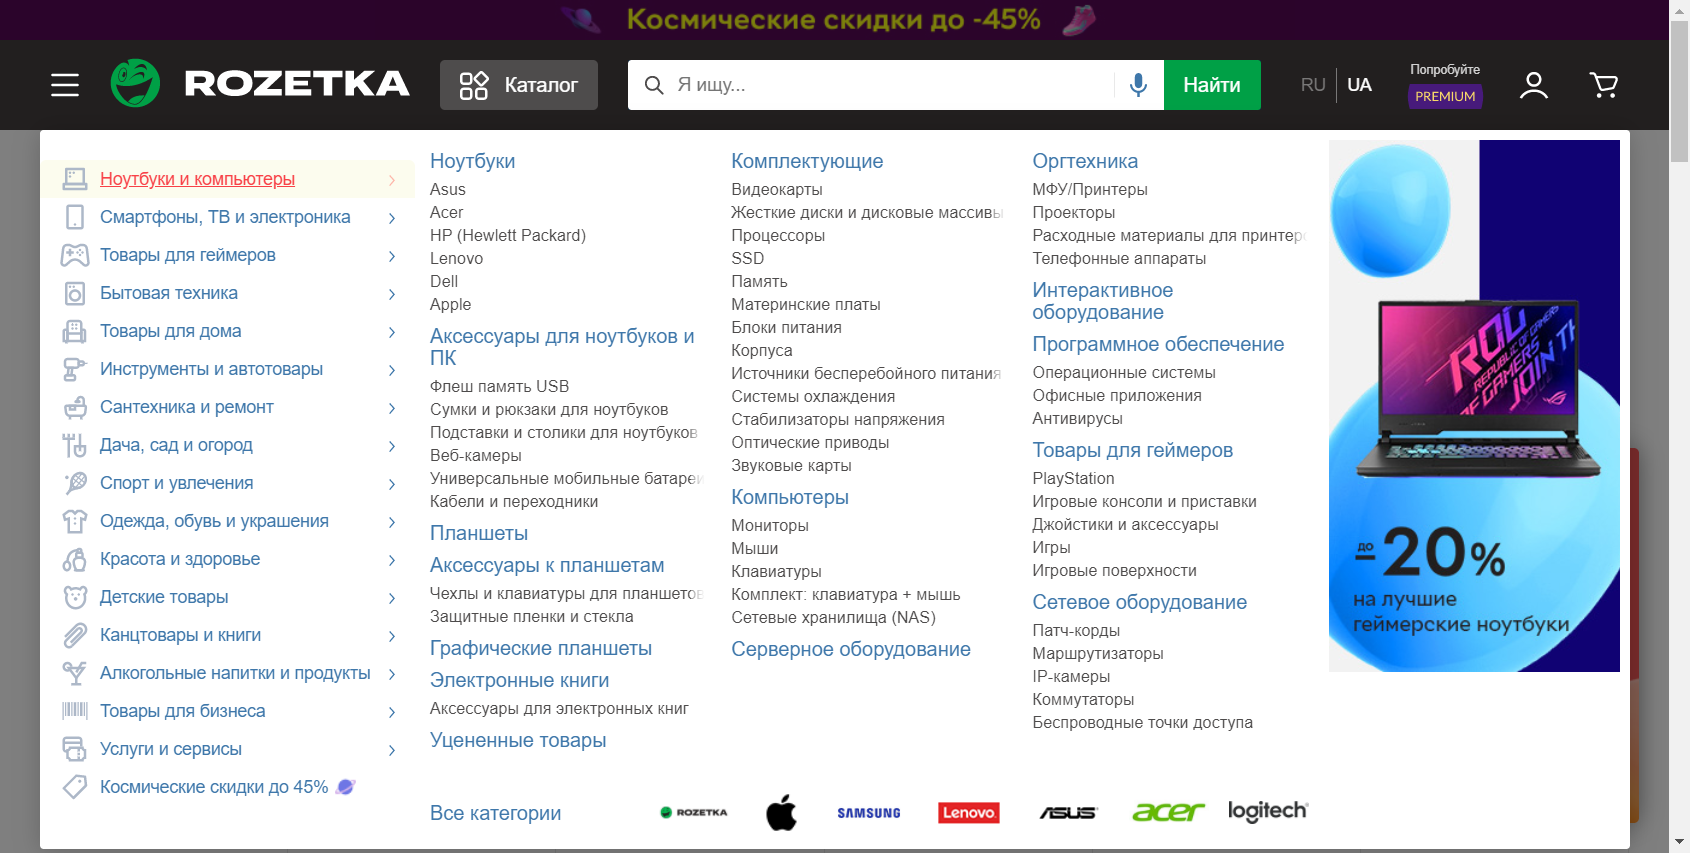 Космические скидки до -45%
ROZETKA
Каталог
Я ищу...
Найти
RU
UA
Попробуйте
PREMIUM
Ноутбуки и компьютеры
Смартфоны, ТВ и электроника
Товары для геймеров
Бытовая техника
Товары для дома
Инструменты и автотовары
Сантехника и ремонт
Дача, сад и огород
Спорт и увлечения
Одежда, обувь и украшения
Красота и здоровье
Детские товары
Канцтовары и книги
Алкогольные напитки и продукты
Товары для бизнеса
Услуги и сервисы
Космические скидки до 45%
Ноутбуки
Asus
Acer
HP (Hewlett Packard)
Lenovo
Dell
Apple
Аксессуары для ноутбуков и
ПК
Флеш память USB
Сумки и рюкзаки для ноутбуков
Подставки и столики для ноутбуков
Веб-камеры
Универсальные мобильные батареи
Кабели и переходники
Планшеты
Аксессуары к планшетам
Чехлы и клавиатуры для планшетов
Защитные пленки и стекла
Графические планшеты
Электронные книги
Аксессуары для электронных книг
Уцененные товары
Комплектующие
Видеокарты
Жесткие диски и дисковые массивы
Процессоры
SSD
Память
Материнские платы
Блоки питания
Корпуса
Источники бесперебойного питания
Системы охлаждения
Стабилизаторы напряжения
Оптические приводы
Звуковые карты
Компьютеры
Мониторы
Мыши
Клавиатуры
Комплект: клавиатура + мышь
Сетевые хранилища (NAS)
Серверное оборудование
Оргтехника
МФУ/Принтеры
Проекторы
Расходные материалы для принтеро
Телефонные аппараты
Интерактивное
оборудование
Программное обеспечение
Операционные системы
Офисные приложения
Антивирусы
Товары для геймеров
PlayStation
Игровые консоли и приставки
Джойстики и аксессуары
Игры
Игровые поверхности
Сетевое оборудование
Патч-корды
Маршрутизаторы
IP-камеры
Коммутаторы
Беспроводные точки доступа
ROG
REPUBLIC OF GAMERS
JOIN TH
OF GAMERS
ROG
до
-20%
на лучшие
геймерские ноутбуки
Все категории
ROZETKA
SAMSUNG
Lenovo
ASUS
acer
logitech